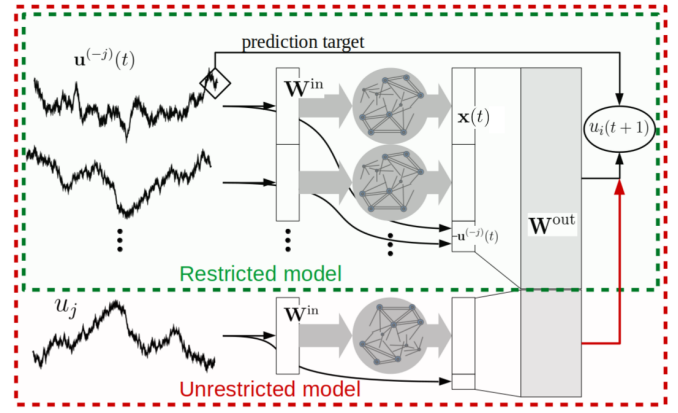 prediction target
u^(−j)(t)
W^in
x(t)
u_i(t + 1)
u^(−j)(t)
W^out
Restricted model
u_j
W^in
Unrestricted model